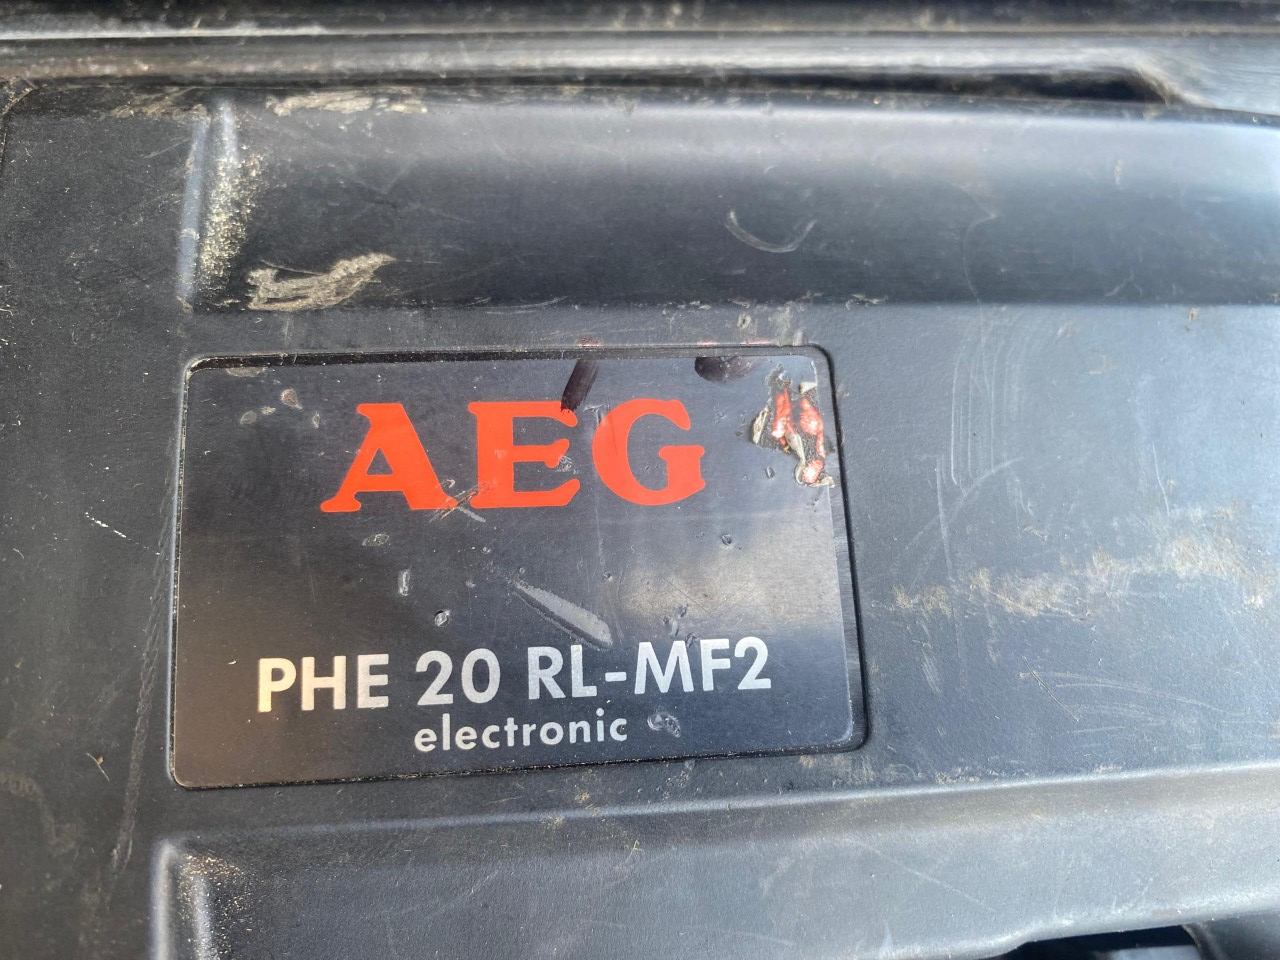 AEG
PHE 20 RL-MF2
electronic